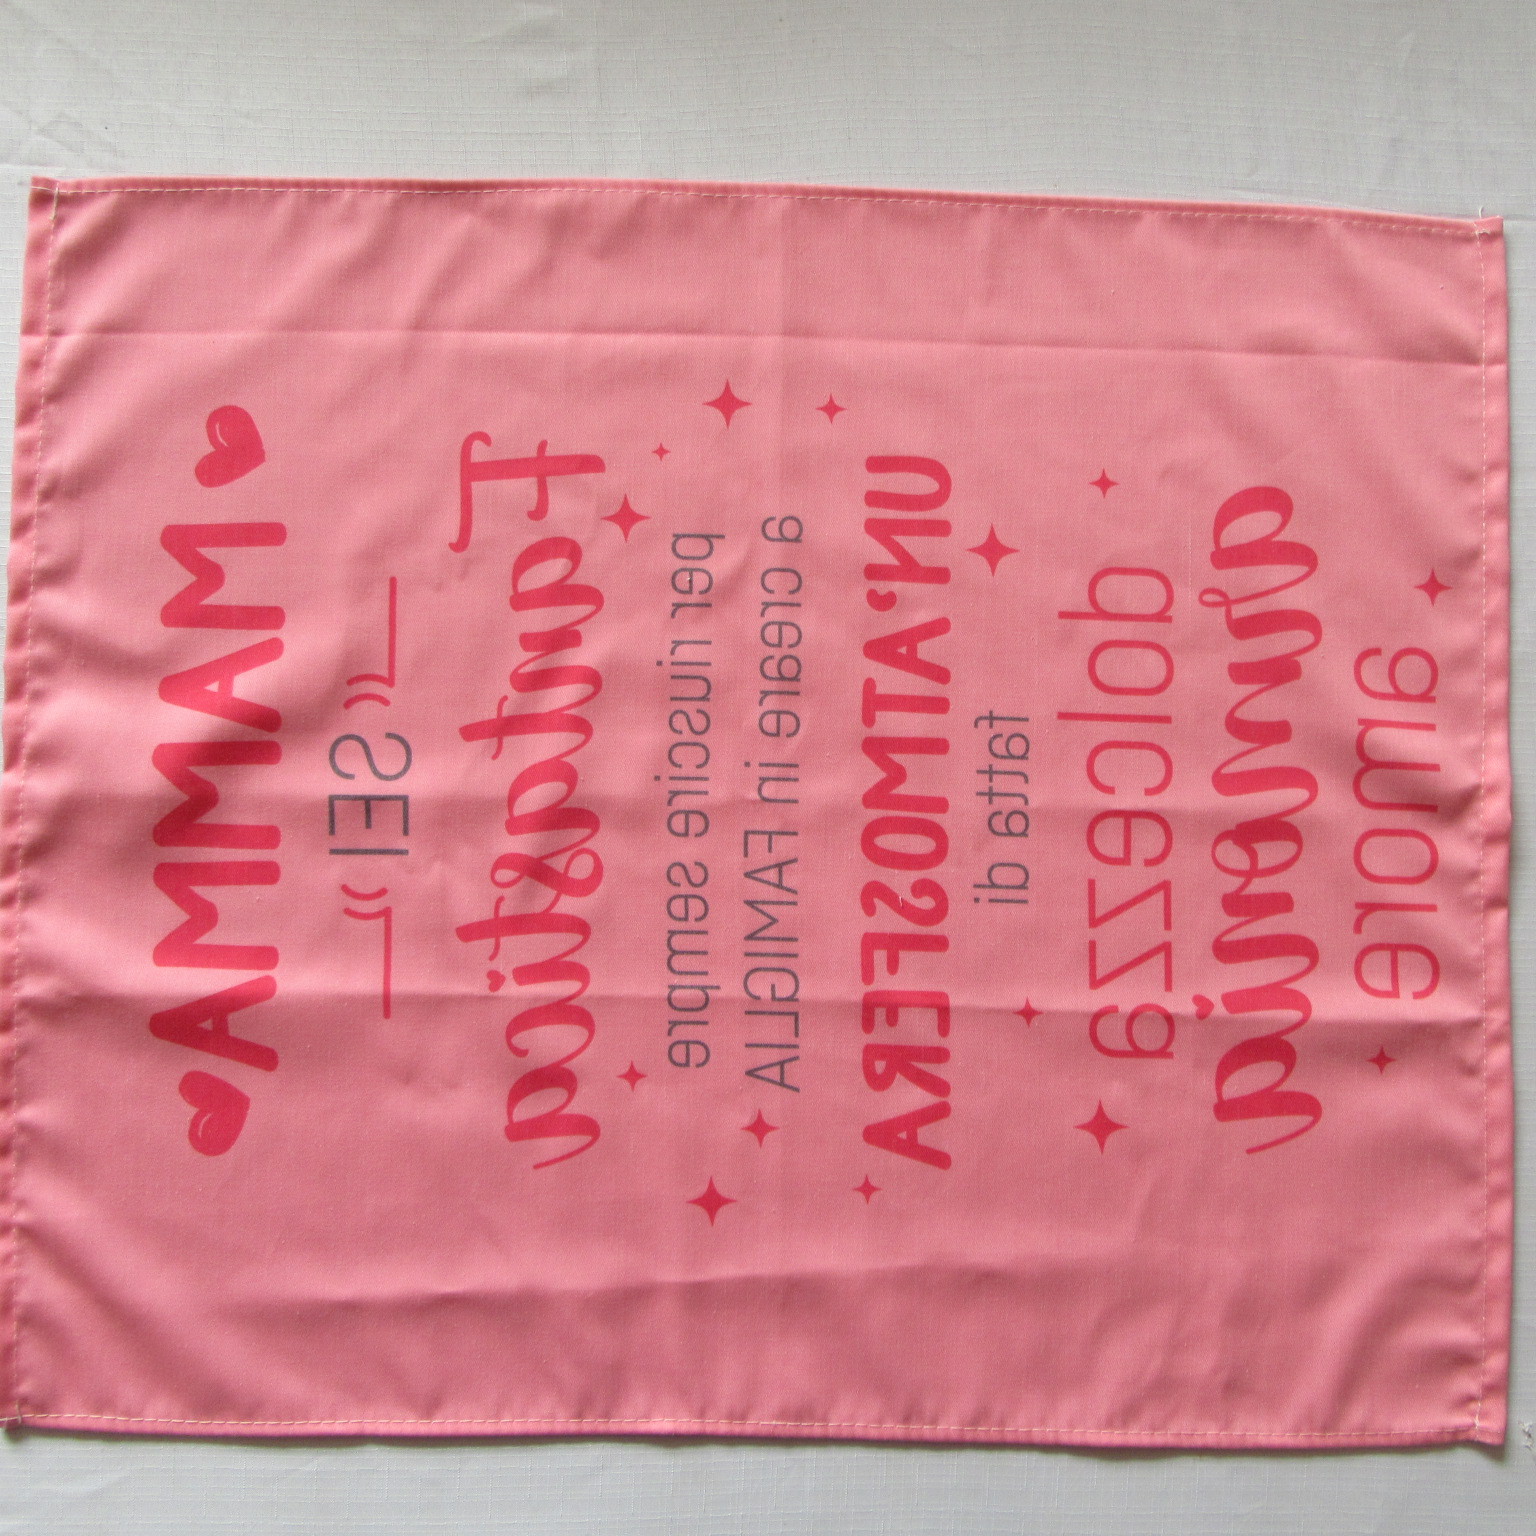 MAMMA
SEI
Fantastica
per riuscire sempre
a creare in FAMIGLIA
UN'ATMOSFERA
fatta di
dolcezza
armonia
amore